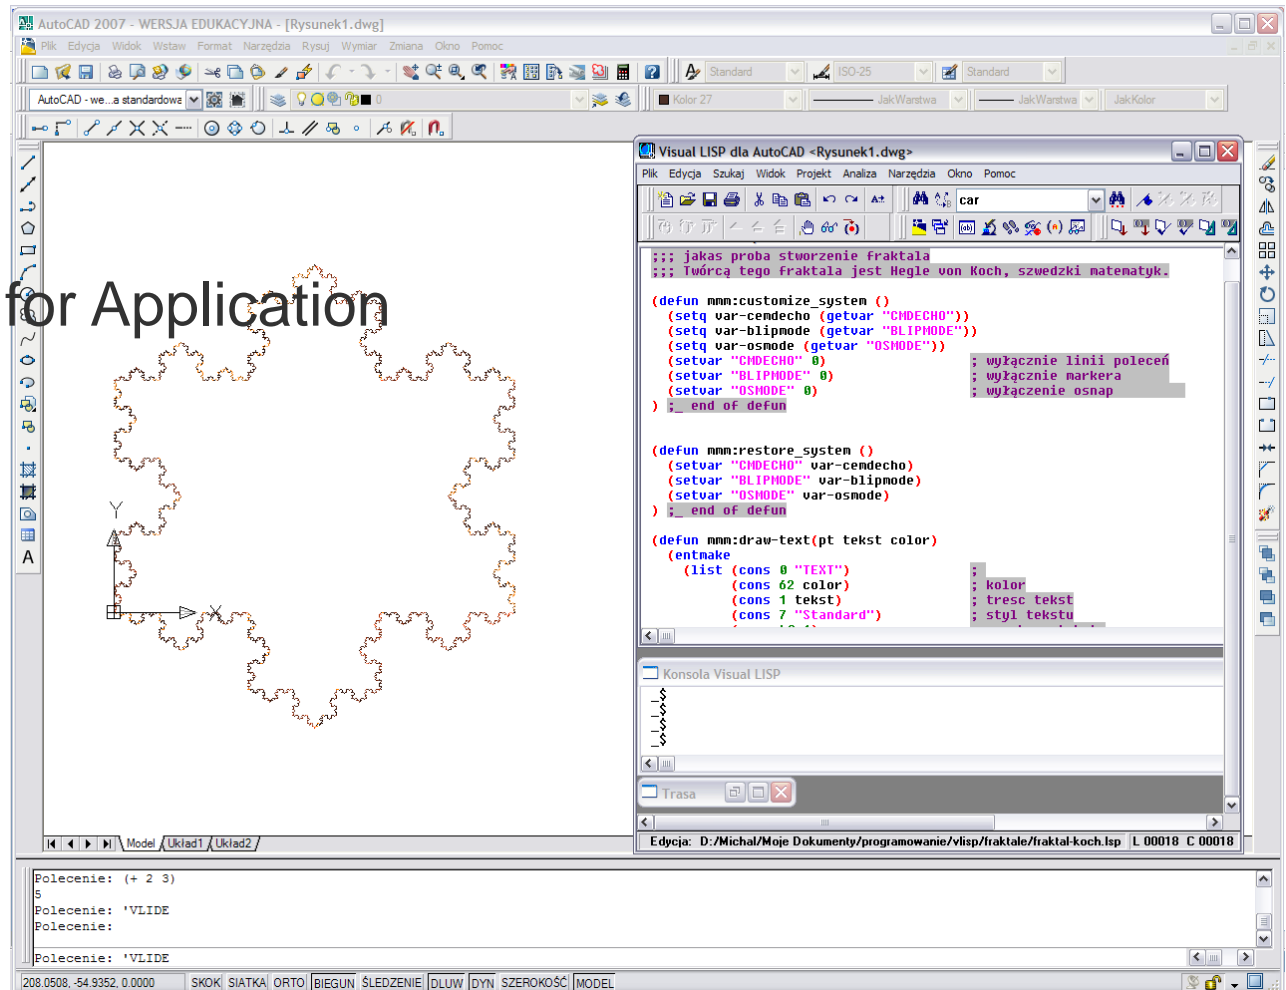 AutoCAD 2007 - WERSJA EDUKACYJNA - [Rysunek1.dwg]
Plik Edycja Widok Wstaw Format Narzędzia Rysuj Wymiar Zmiana Okno Pomoc
Standard ISO-25 Standard
AutoCAD - we...a standardowa 0 Kolor 27 JakWarstwa JakWarstwa JakKolor
for Application
Y
X
A
Visual LISP dla AutoCAD <Rysunek1.dwg>
Plik Edycja Szukaj Widok Projekt Analiza Narzędzia Okno Pomoc
car
;;; jakas proba stworzenie fraktala
;;; Twórcą tego fraktala jest Hegle von Koch, szwedzki matematyk.
(defun mmm:customize_system ()
(setq var-cemdecho (getvar "CMDECHO"))
(setq var-blipmode (getvar "BLIPMODE"))
(setq var-osmode (getvar "OSMODE"))
(setvar "CMDECHO" 0) ; wyłącznie linii poleceń
(setvar "BLIPMODE" 0) ; wyłącznie markera
(setvar "OSMODE" 0) ; wyłączenie osnap
) ;_ end of defun
(defun mmm:restore_system ()
(setvar "CMDECHO" var-cemdecho)
(setvar "BLIPMODE" var-blipmode)
(setvar "OSMODE" var-osmode)
) ;_ end of defun
(defun mmm:draw-text(pt tekst color)
(entmake
(list (cons 0 "TEXT") ;
(cons 62 color) ; kolor
(cons 1 tekst) ; tresc tekst
(cons 7 "Standard") ; styl tekstu
Konsola Visual LISP
_$
_$
_$
_$
Trasa
Edycja: D:/Michal/Moje Dokumenty/programowanie/vlisp/fraktale/fraktal-koch.lsp L 00018 C 00018
Model Układ1 Układ2
Polecenie: (+ 2 3)
5
Polecenie: 'VLIDE
Polecenie:
Polecenie: 'VLIDE
208.0508, -54.9352, 0.0000 SKOK SIATKA ORTO BIEGUN ŚLEDZENIE DLUW DYN SZEROKOŚĆ MODEL